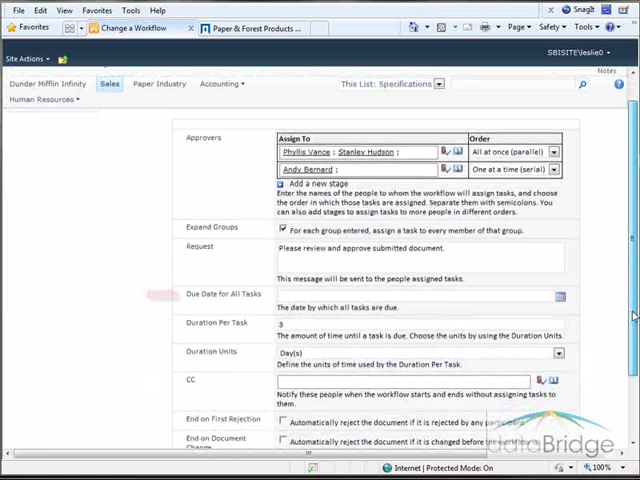 File Edit View Favorites Tools Help SnagIt
Favorites Change a Workflow Paper & Forest Products ... Page Safety Tools
SBISITE\leslie0
Site Actions
Notes
Dunder Mifflin Infinity Sales Paper Industry Accounting This List: Specifications
Human Resources
Approvers Assign To Order
Phyllis Vance ; Stanley Hudson ; All at once (parallel)
Andy Bernard ; One at a time (serial)
Add a new stage
Enter the names of the people to whom the workflow will assign tasks, and choose
the order in which those tasks are assigned. Separate them with semicolons. You
can also add stages to assign tasks to more people in different orders.
Expand Groups For each group entered, assign a task to every member of that group.
Request Please review and approve submitted document.
This message will be sent to the people assigned tasks.
Due Date for All Tasks
The date by which all tasks are due.
Duration Per Task 3
The amount of time until a task is due. Choose the units by using the Duration Units.
Duration Units Day(s)
Define the units of time used by the Duration Per Task.
CC
Notify these people when the workflow starts and ends without assigning tasks to
them.
End on First Rejection Automatically reject the document if it is rejected by any participant.
End on Document Automatically reject the document if it is changed before the workflow is
Change
dataBridge
Internet | Protected Mode: On 100%